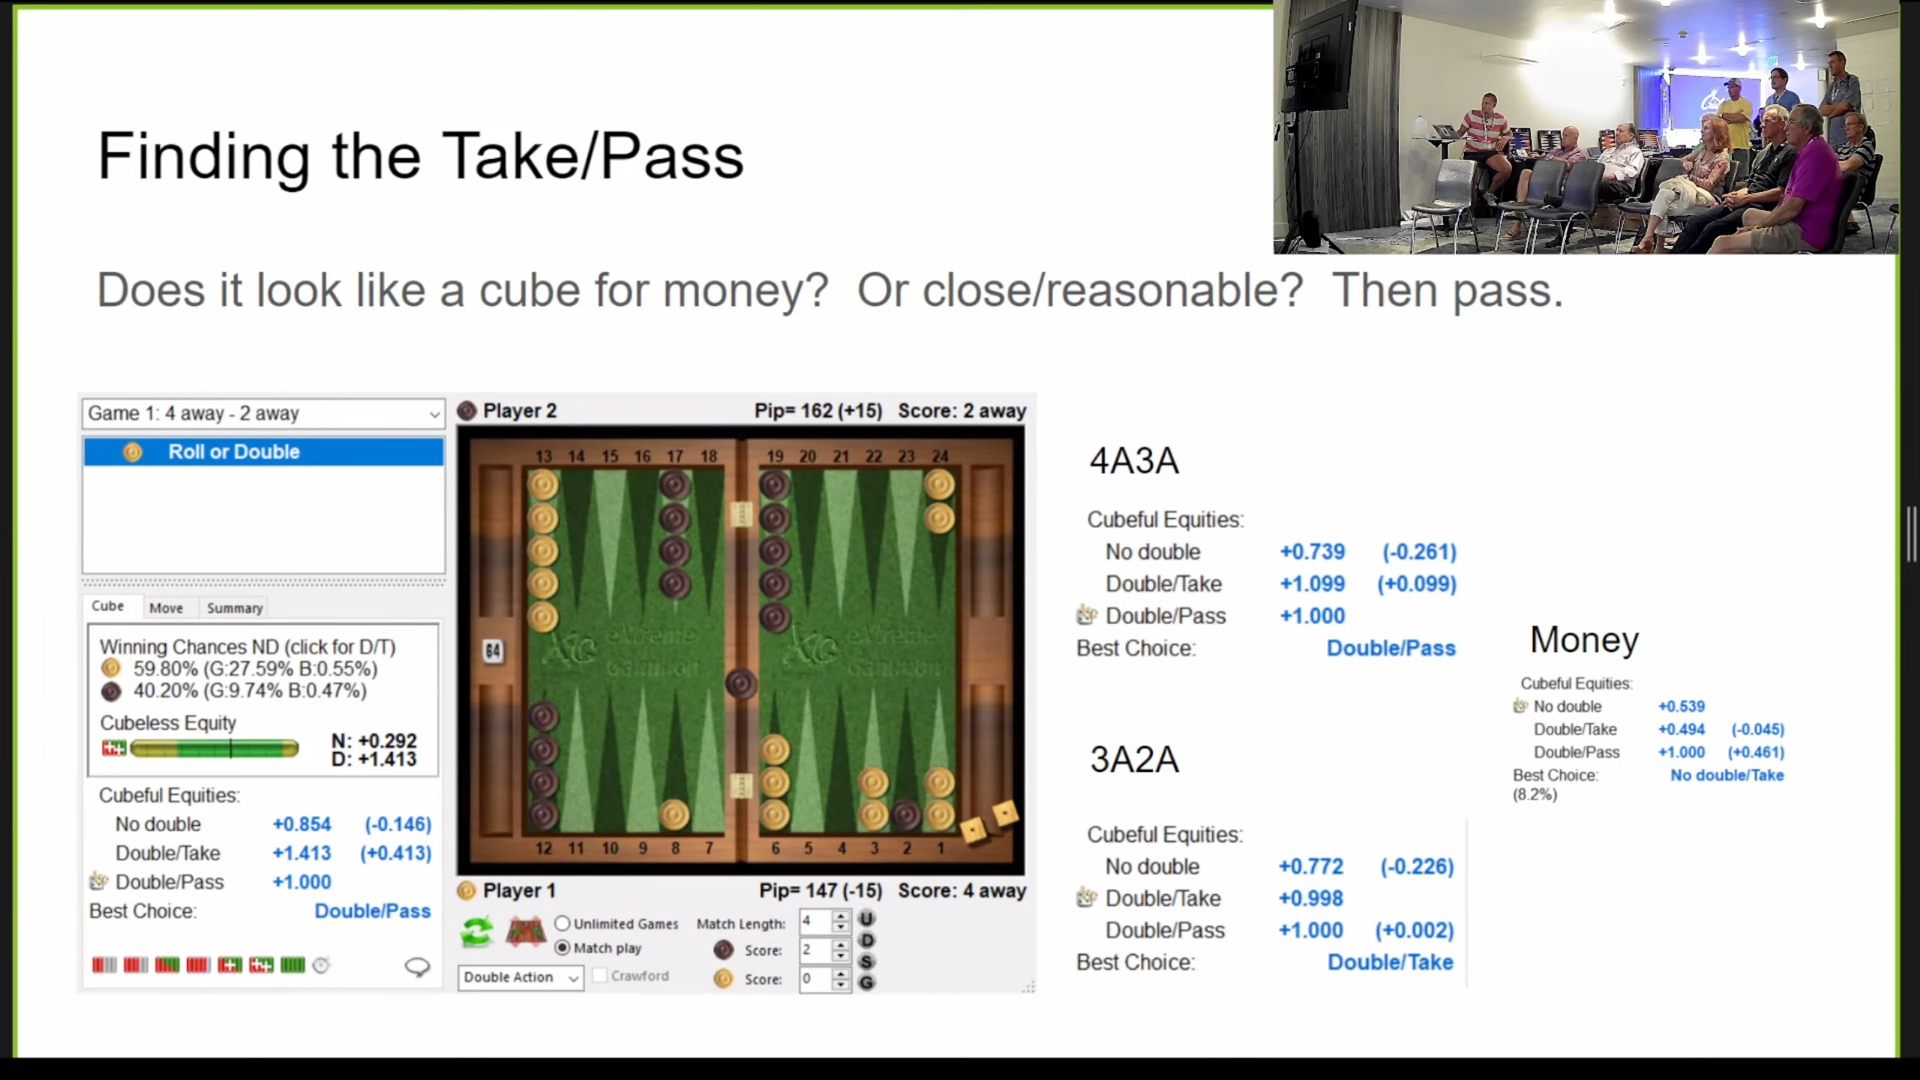 Finding the Take/Pass
Does it look like a cube for money? Or close/reasonable? Then pass.
Game 1: 4 away - 2 away
Roll or Double
Cube Move Summary
Winning Chances ND (click for D/T)
59.80% (G:27.59% B:0.55%)
40.20% (G:9.74% B:0.47%)
Cubeless Equity
N: +0.292
D: +1.413
Cubeful Equities:
No double +0.854 (-0.146)
Double/Take +1.413 (+0.413)
Double/Pass +1.000
Best Choice: Double/Pass
Player 2 Pip= 162 (+15) Score: 2 away
13 14 15 16 17 18 19 20 21 22 23 24
64
XG eXtreme Gammon XG eXtreme Gammon
12 11 10 9 8 7 6 5 4 3 2 1
Player 1 Pip= 147 (-15) Score: 4 away
Unlimited Games Match Length: 4 U
Match play Score: 2 D
S
Double Action Crawford Score: 0 G
4A3A
Cubeful Equities:
No double +0.739 (-0.261)
Double/Take +1.099 (+0.099)
Double/Pass +1.000
Best Choice: Double/Pass
3A2A
Cubeful Equities:
No double +0.772 (-0.226)
Double/Take +0.998
Double/Pass +1.000 (+0.002)
Best Choice: Double/Take
Money
Cubeful Equities:
No double +0.539
Double/Take +0.494 (-0.045)
Double/Pass +1.000 (+0.461)
Best Choice: No double/Take
(8.2%)